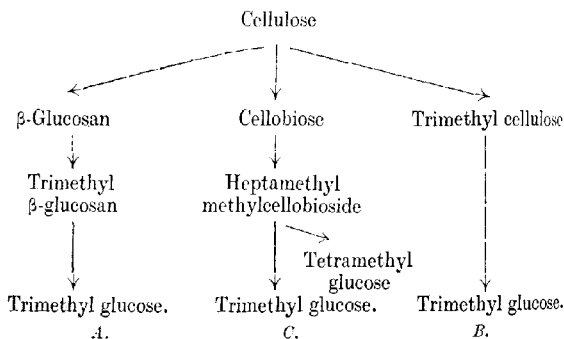 Cellulose
β-Glucosan
Cellobiose
Trimethyl cellulose
Trimethyl
β-glucosan
Heptamethyl
methylcellobioside
Tetramethyl
glucose
Trimethyl glucose.
Trimethyl glucose.
Trimethyl glucose.
A.
C.
B.